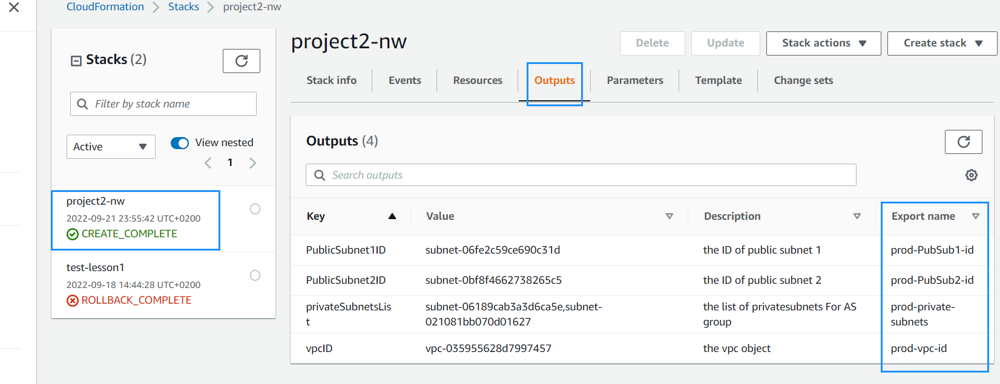 CloudFormation > Stacks > project2-nw
Stacks (2)
Filter by stack name
Active
View nested
1
project2-nw
2022-09-21 23:55:42 UTC+0200
CREATE_COMPLETE
test-lesson1
2022-09-18 14:44:28 UTC+0200
ROLLBACK_COMPLETE
project2-nw
Delete
Update
Stack actions
Create stack
Stack info
Events
Resources
Outputs
Parameters
Template
Change sets
Outputs (4)
Search outputs
Key
Value
Description
Export name
PublicSubnet1ID
subnet-06fe2c59ce690c31d
the ID of public subnet 1
prod-PubSub1-id
PublicSubnet2ID
subnet-0bf8f4662738265c5
the ID of public subnet 2
prod-PubSub2-id
privateSubnetsLis
t
subnet-06189cab3a3d6ca5e,subnet-
021081bb070d01627
the list of privatesubnets For AS
group
prod-private-
subnets
vpcID
vpc-035955628d7997457
the vpc object
prod-vpc-id